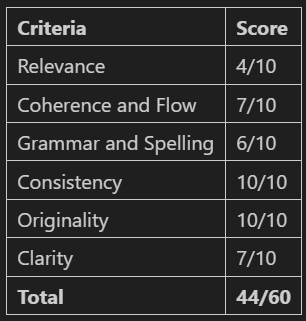 Criteria Score
Relevance 4/10
Coherence and Flow 7/10
Grammar and Spelling 6/10
Consistency 10/10
Originality 10/10
Clarity 7/10
Total 44/60